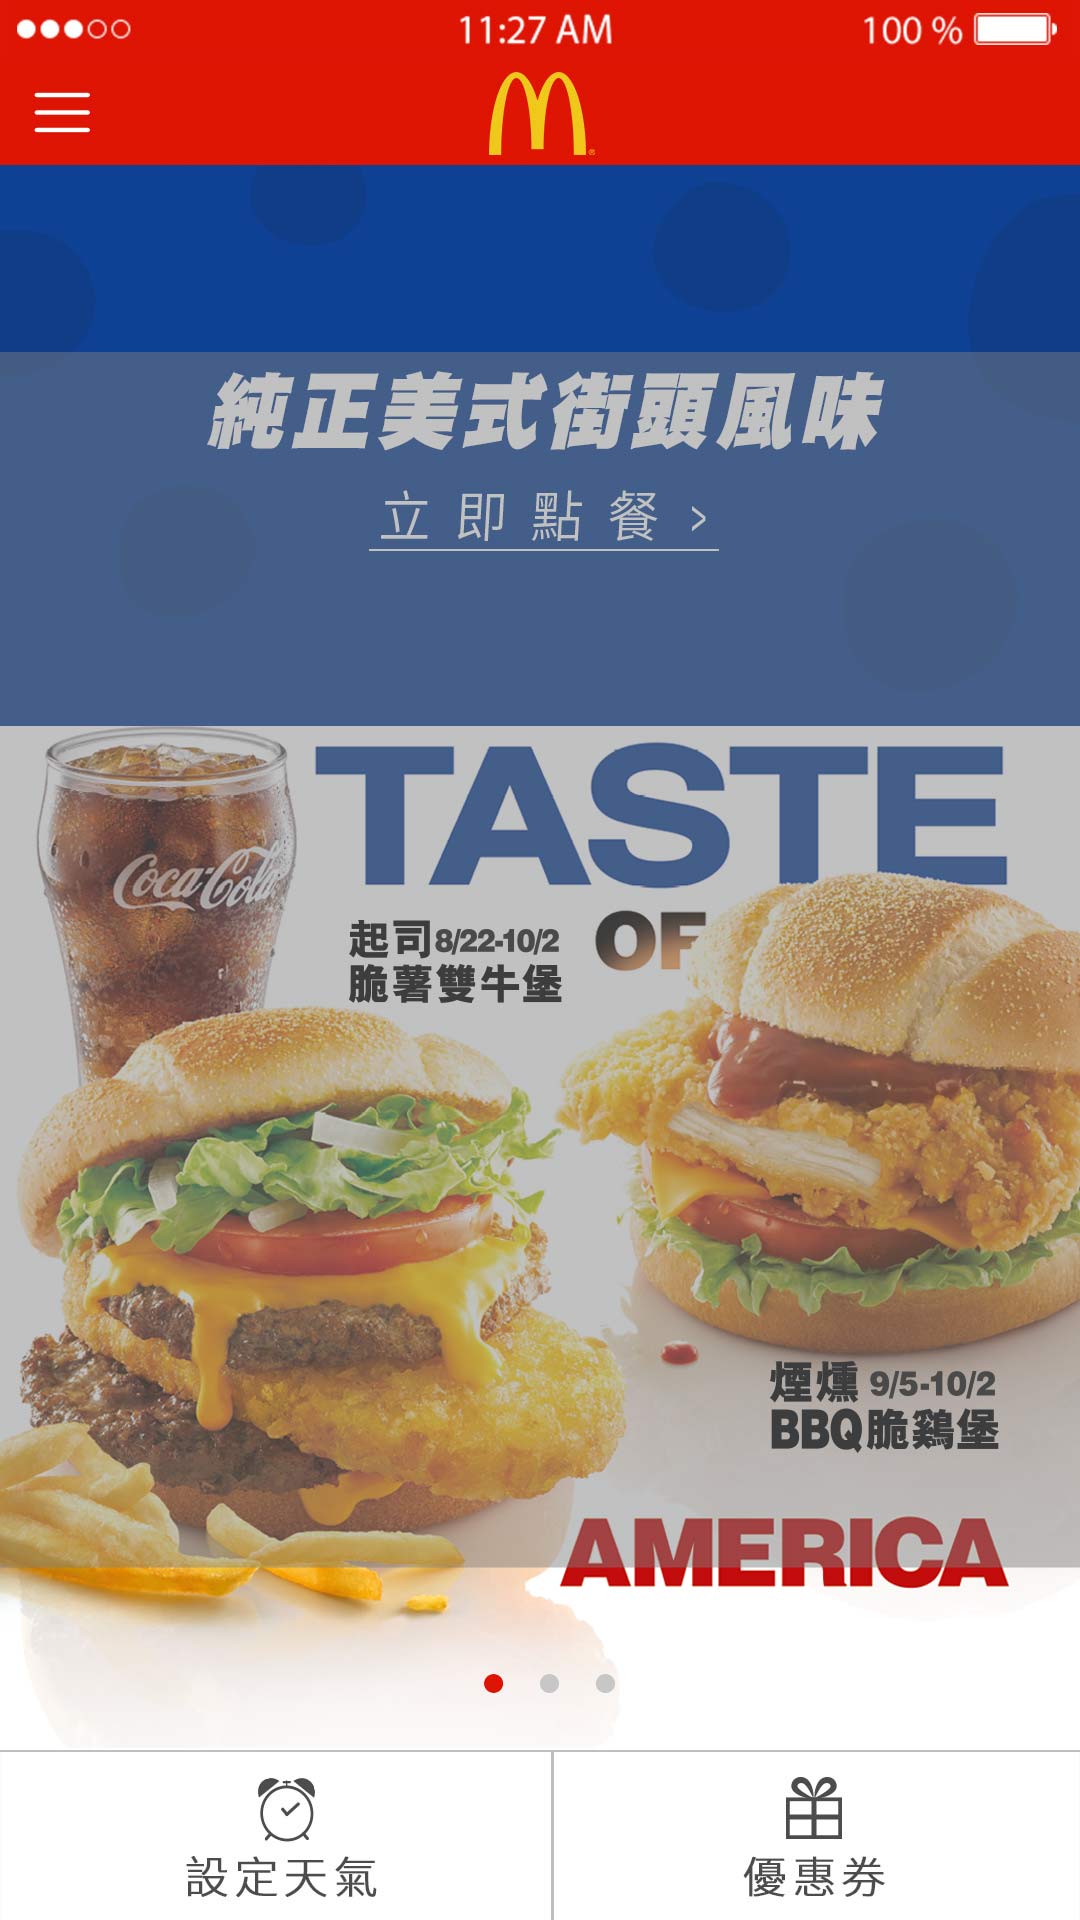 11:27 AM 100 %
M
純正美式街頭風味
立即點餐 >
Coca-Cola
TASTE
OF
起司8/22-10/2
脆薯雙牛堡
煙燻 9/5-10/2
BBQ脆鷄堡
AMERICA
設定天氣 優惠券